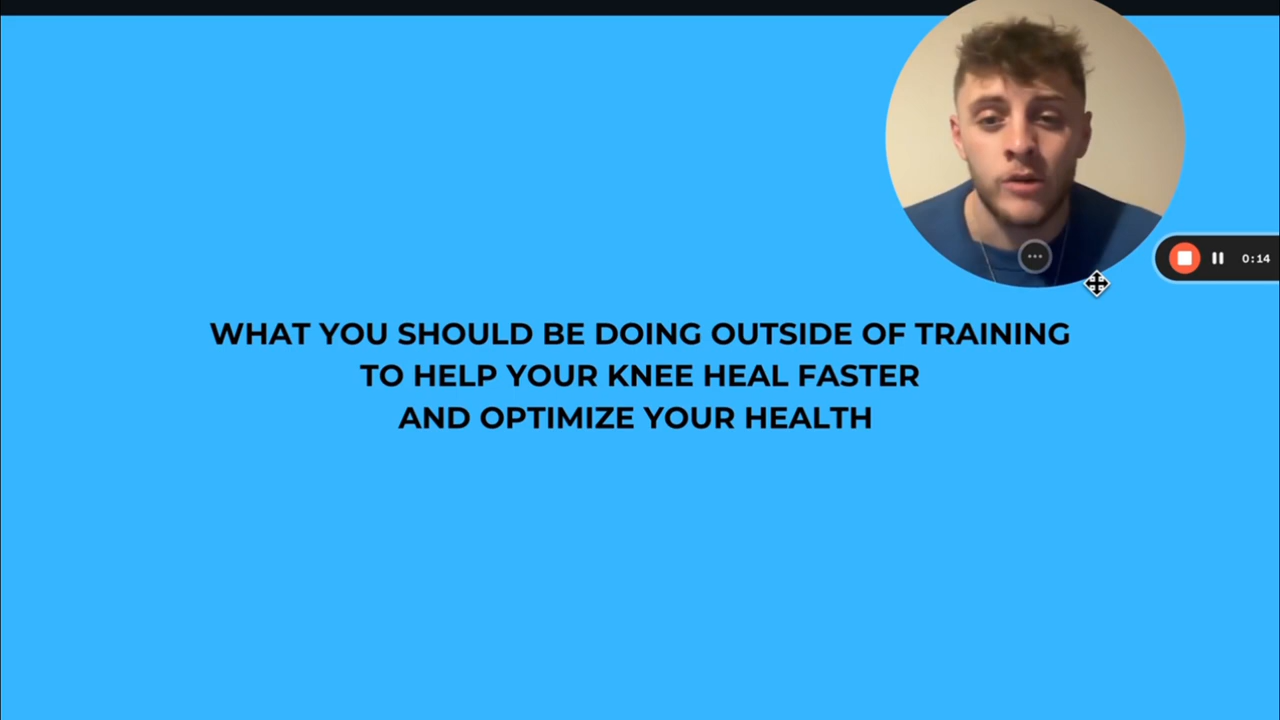 0:14
WHAT YOU SHOULD BE DOING OUTSIDE OF TRAINING
TO HELP YOUR KNEE HEAL FASTER
AND OPTIMIZE YOUR HEALTH